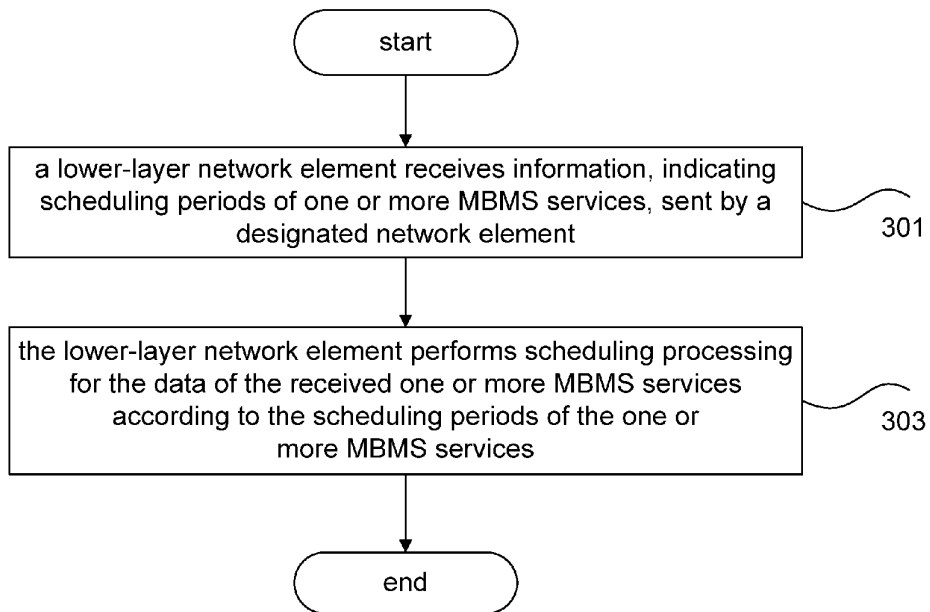 start
a lower-layer network element receives information, indicating
scheduling periods of one or more MBMS services, sent by a
designated network element
301
the lower-layer network element performs scheduling processing
for the data of the received one or more MBMS services
according to the scheduling periods of the one or
more MBMS services
303
end